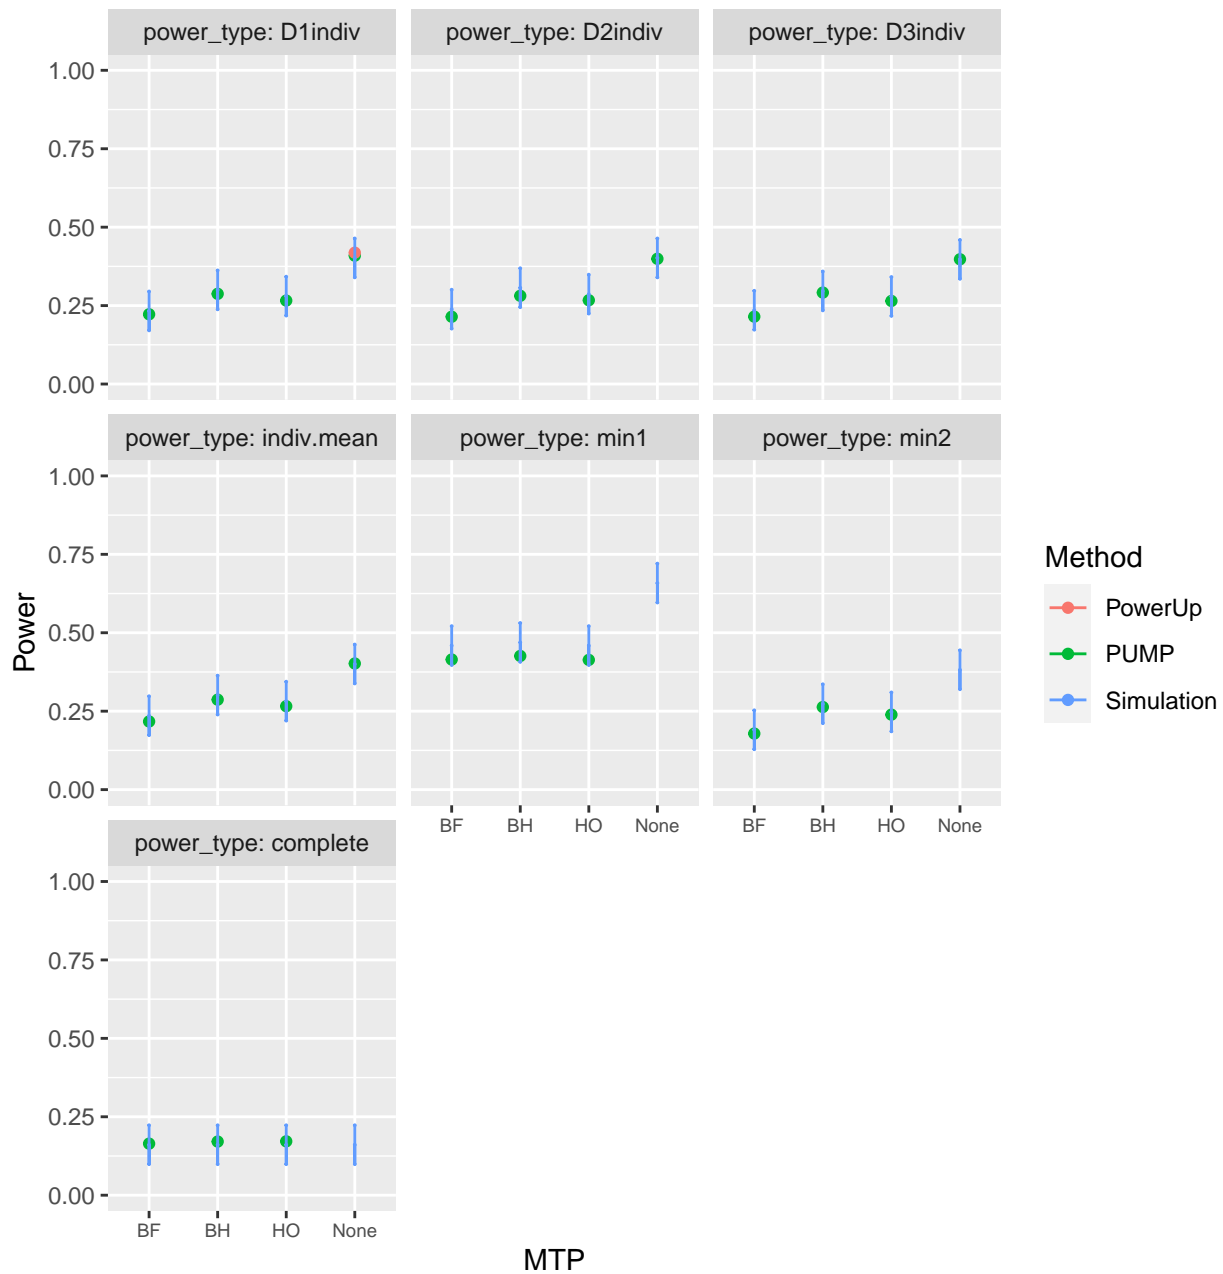 power_type: D1indiv
power_type: D2indiv
power_type: D3indiv
1.00
0.75
0.50
0.25
0.00
power_type: indiv.mean
power_type: min1
power_type: min2
1.00
0.75
0.50
0.25
0.00
BF BH HO None
BF BH HO None
power_type: complete
1.00
0.75
0.50
0.25
0.00
BF BH HO None
Power
MTP
Method
PowerUp
PUMP
Simulation